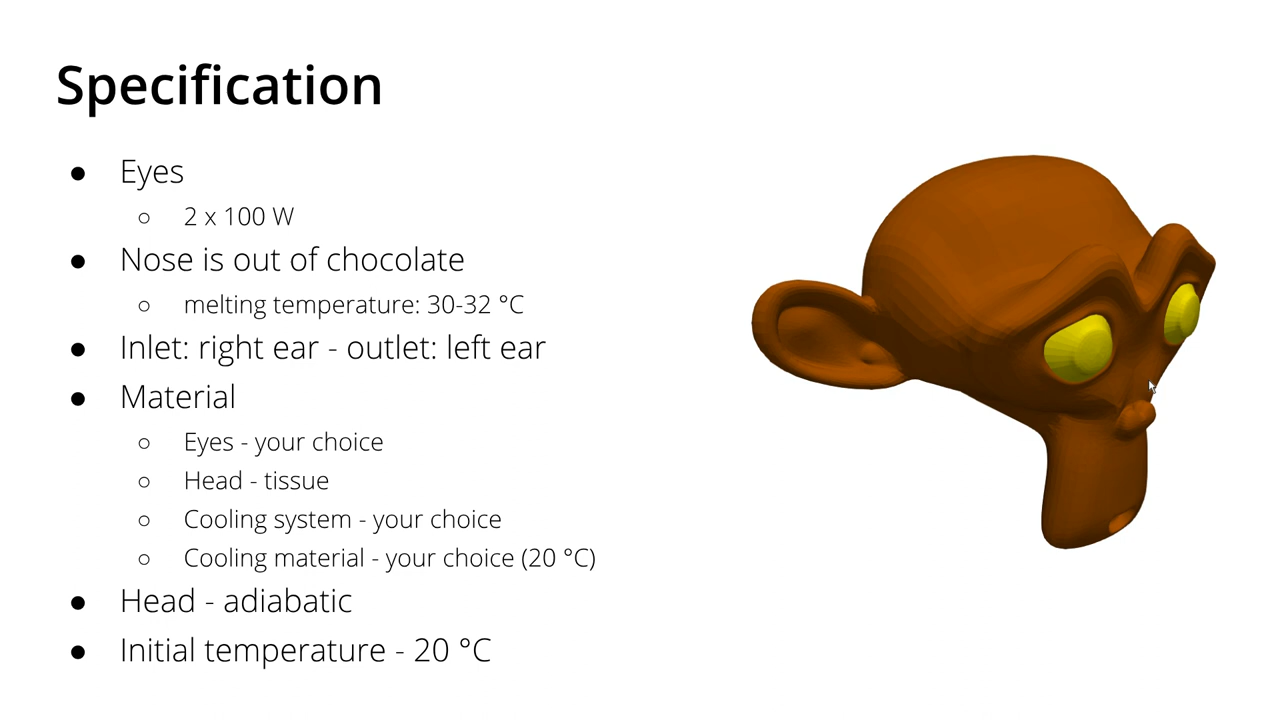 Specification
● Eyes
○ 2 x 100 W
● Nose is out of chocolate
○ melting temperature: 30-32 °C
● Inlet: right ear - outlet: left ear
● Material
○ Eyes - your choice
○ Head - tissue
○ Cooling system - your choice
○ Cooling material - your choice (20 °C)
● Head - adiabatic
● Initial temperature - 20 °C